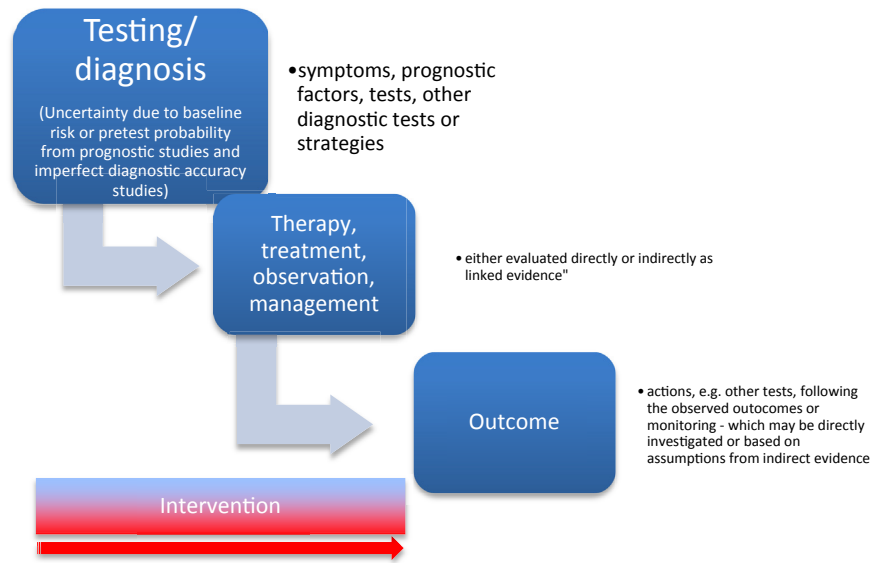 Testing/
diagnosis
(Uncertainty due to baseline
risk or pretest probability
from prognostic studies and
imperfect diagnostic accuracy
studies)
•symptoms, prognostic
factors, tests, other
diagnostic tests or
strategies
Therapy,
treatment,
observation,
management
• either evaluated directly or indirectly as
linked evidence"
Outcome
• actions, e.g. other tests, following
the observed outocomes or
monitoring - which may be directly
investigated or based on
assumptions from indirect evidence
Intervention